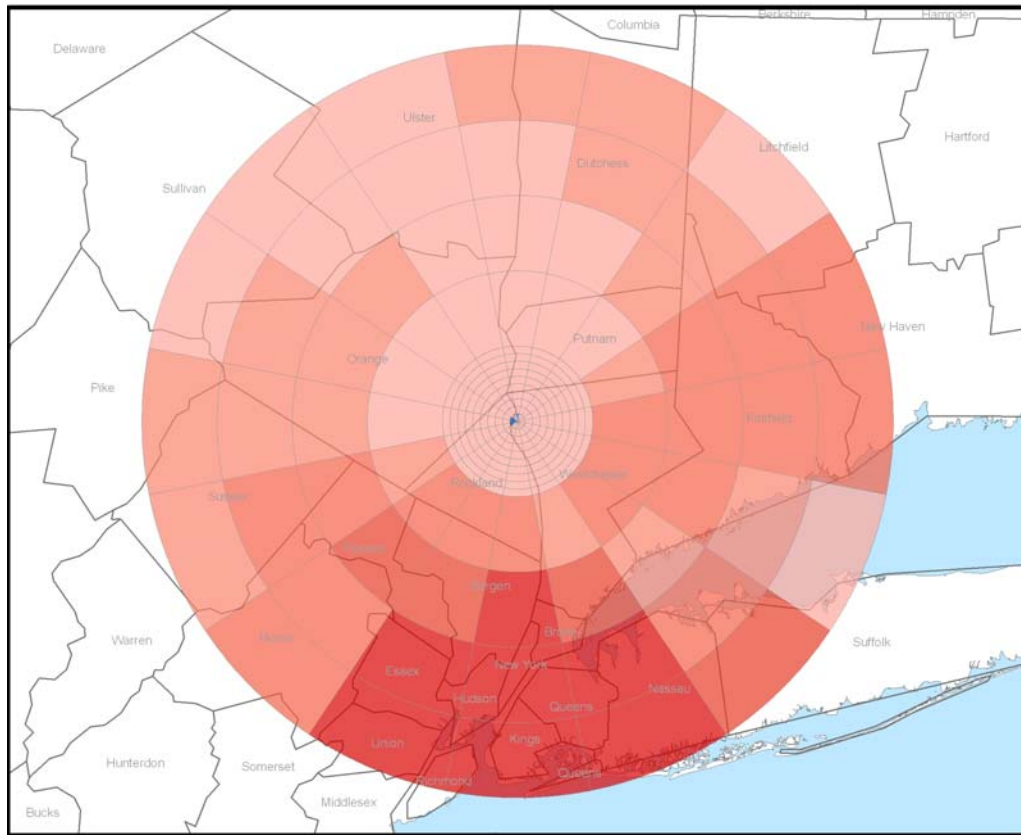 Columbia
Berkshire
Hampden
Delaware
Ulster
Litchfield
Hartford
Dutchess
Sullivan
New Haven
Putnam
Orange
Pike
Fairfield
Westchester
Rockland
Sussex
Passaic
Bergen
Bronx
Morris
Warren
Suffolk
Essex
New York
Nassau
Hudson
Queens
Union
Kings
Hunterdon
Somerset
Queens
Richmond
Middlesex
Bucks